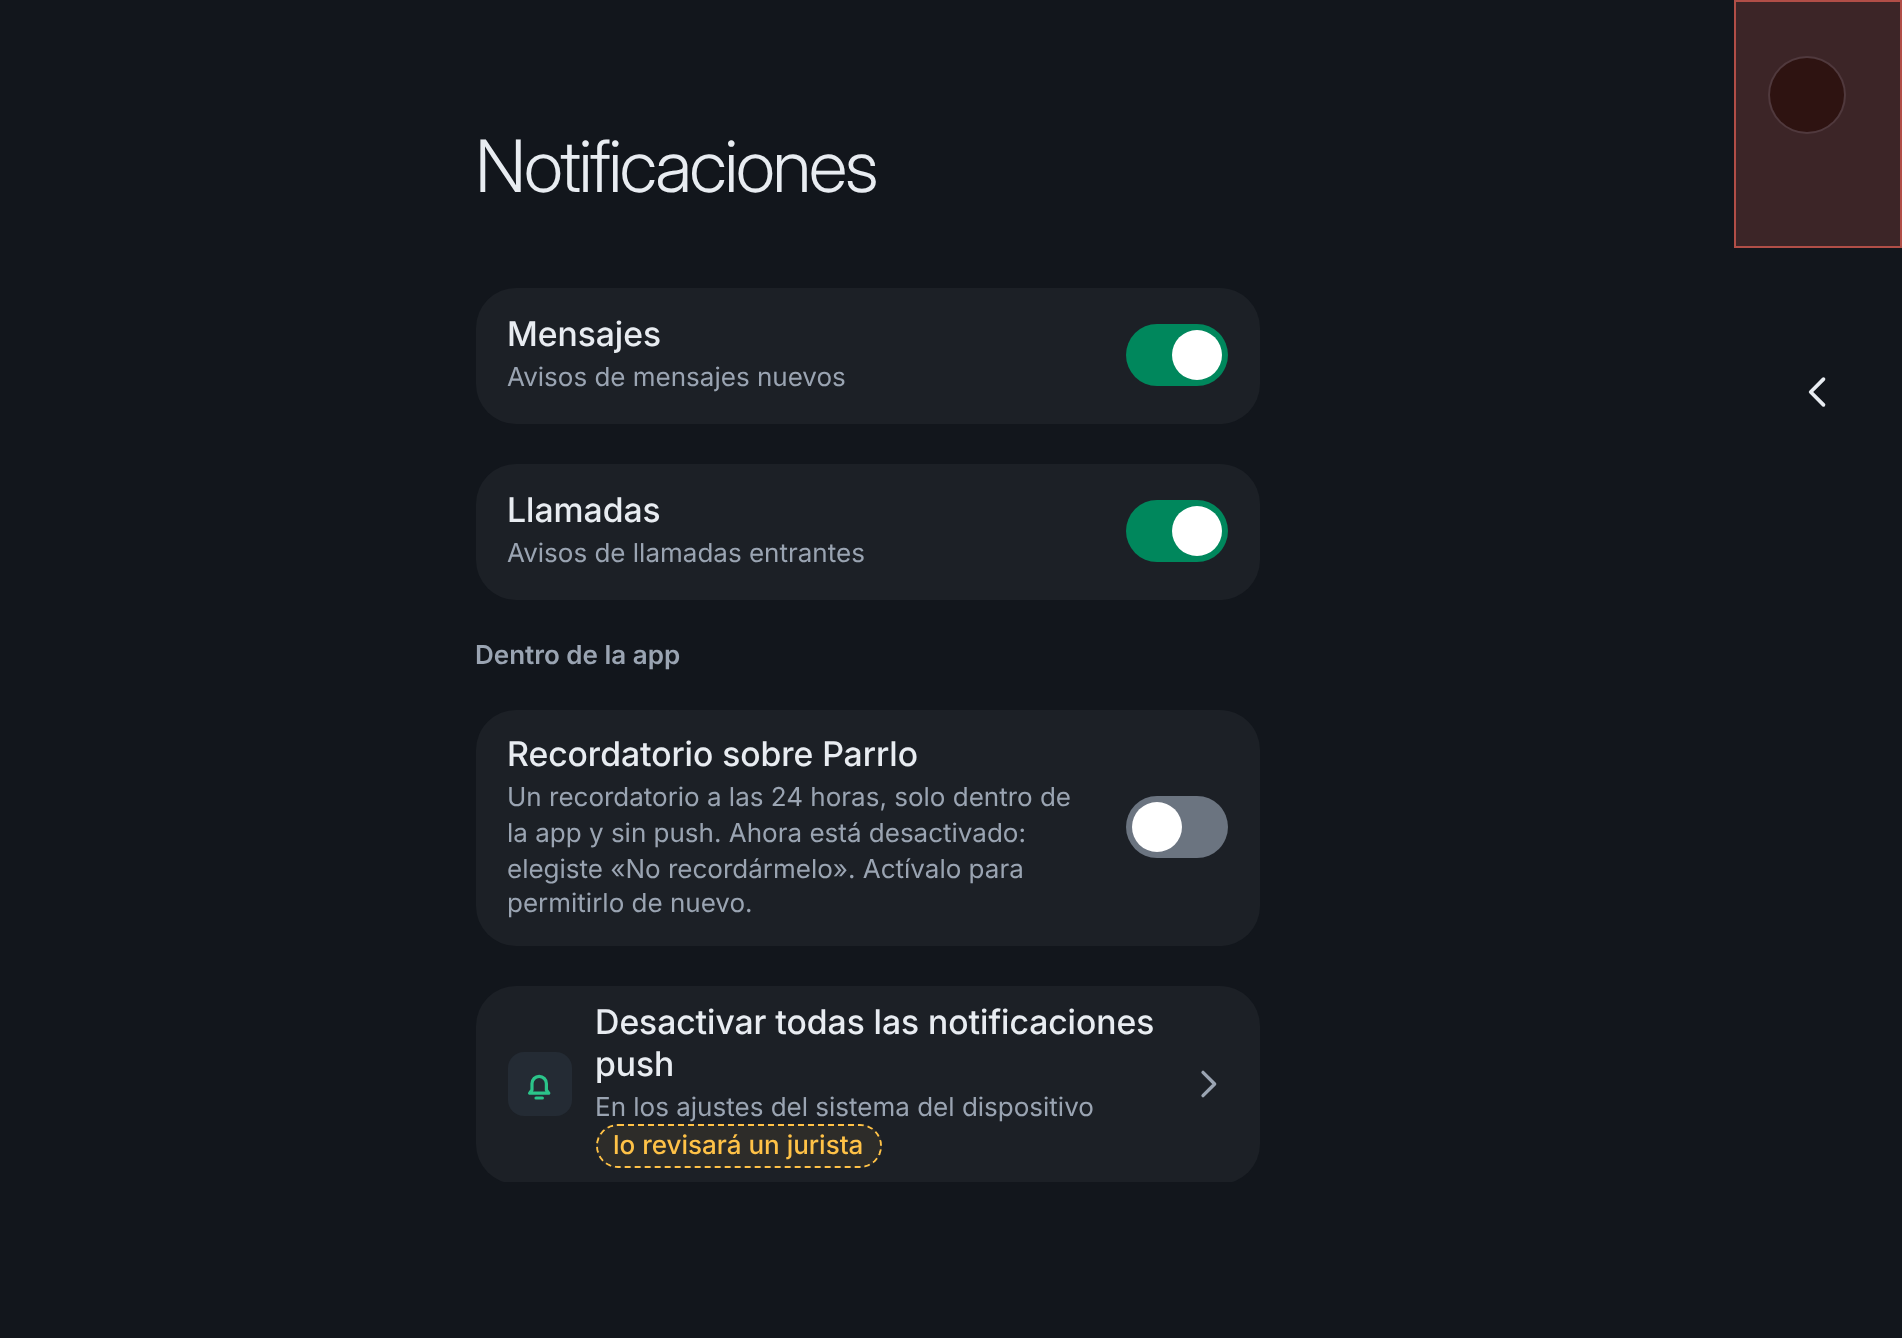 Notificaciones
Mensajes
Avisos de mensajes nuevos
Llamadas
Avisos de llamadas entrantes
Dentro de la app
Recordatorio sobre Parrlo
Un recordatorio a las 24 horas, solo dentro de
la app y sin push. Ahora está desactivado:
elegiste «No recordármelo». Actívalo para
permitirlo de nuevo.
Desactivar todas las notificaciones
push
En los ajustes del sistema del dispositivo
lo revisará un jurista